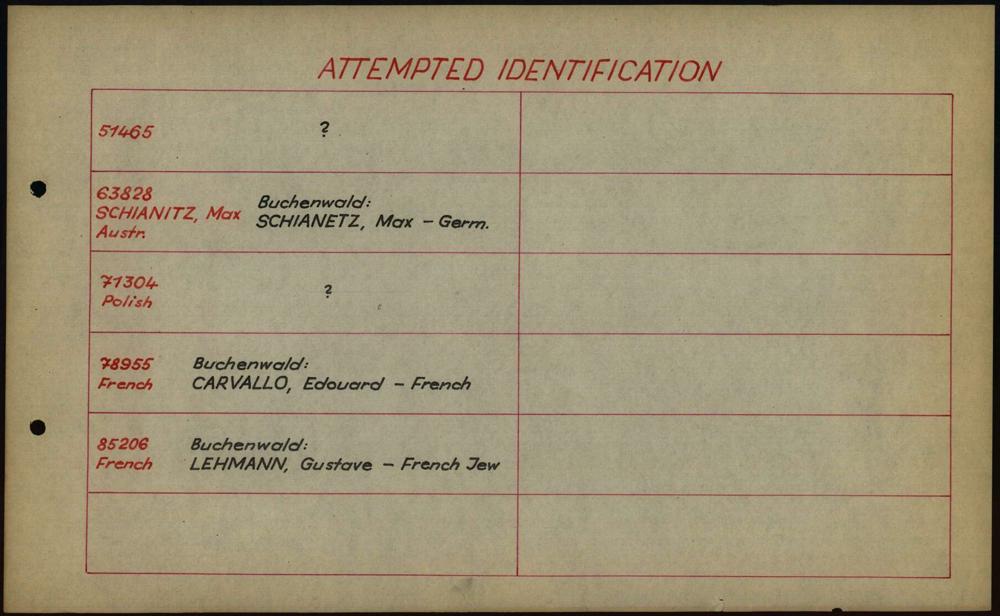 ATTEMPTED IDENTIFICATION
51465 ?
63828
SCHIANITZ, Max
Austr.
Buchenwald:
SCHIANETZ, Max - Germ.
71304
Polish
?
78955
French
Buchenwald:
CARVALLO, Edouard - French
85206
French
Buchenwald:
LEHMANN, Gustave - French Jew